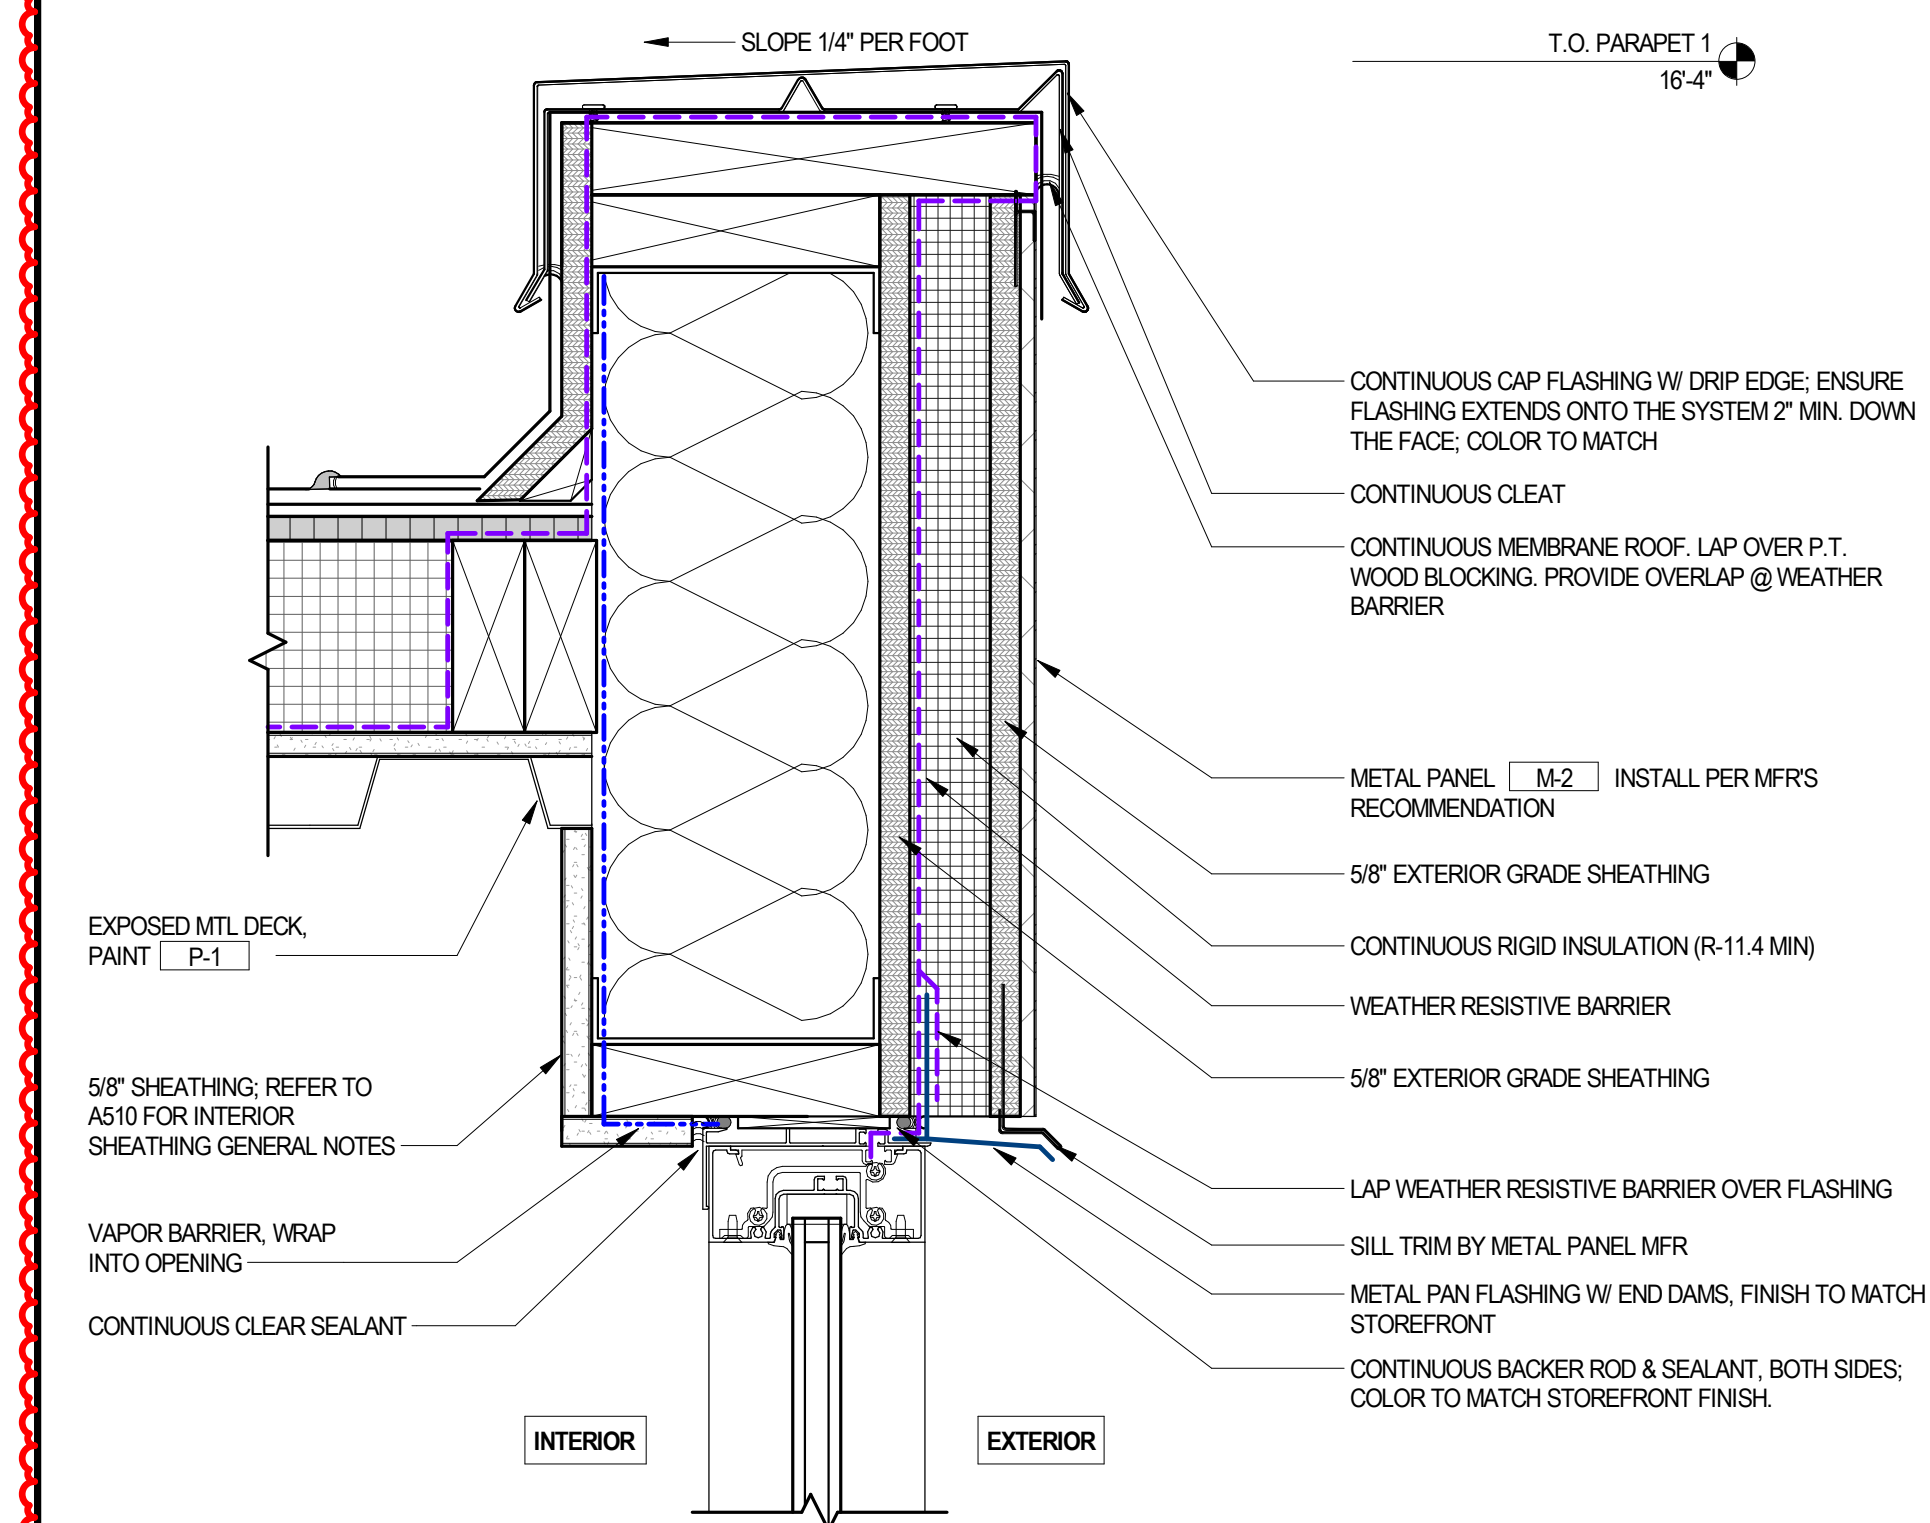 SLOPE 1/4" PER FOOT
T.O. PARAPET 1
16'-4"
CONTINUOUS CAP FLASHING W/ DRIP EDGE; ENSURE
FLASHING EXTENDS ONTO THE SYSTEM 2" MIN. DOWN
THE FACE; COLOR TO MATCH
CONTINUOUS CLEAT
CONTINUOUS MEMBRANE ROOF. LAP OVER P.T.
WOOD BLOCKING. PROVIDE OVERLAP @ WEATHER
BARRIER
METAL PANEL M-2 INSTALL PER MFR'S
RECOMMENDATION
5/8" EXTERIOR GRADE SHEATHING
CONTINUOUS RIGID INSULATION (R-11.4 MIN)
WEATHER RESISTIVE BARRIER
5/8" EXTERIOR GRADE SHEATHING
LAP WEATHER RESISTIVE BARRIER OVER FLASHING
SILL TRIM BY METAL PANEL MFR
METAL PAN FLASHING W/ END DAMS, FINISH TO MATCH
STOREFRONT
CONTINUOUS BACKER ROD & SEALANT, BOTH SIDES;
COLOR TO MATCH STOREFRONT FINISH.
EXPOSED MTL DECK,
PAINT P-1
5/8" SHEATHING; REFER TO
A510 FOR INTERIOR
SHEATHING GENERAL NOTES
VAPOR BARRIER, WRAP
INTO OPENING
CONTINUOUS CLEAR SEALANT
INTERIOR
EXTERIOR